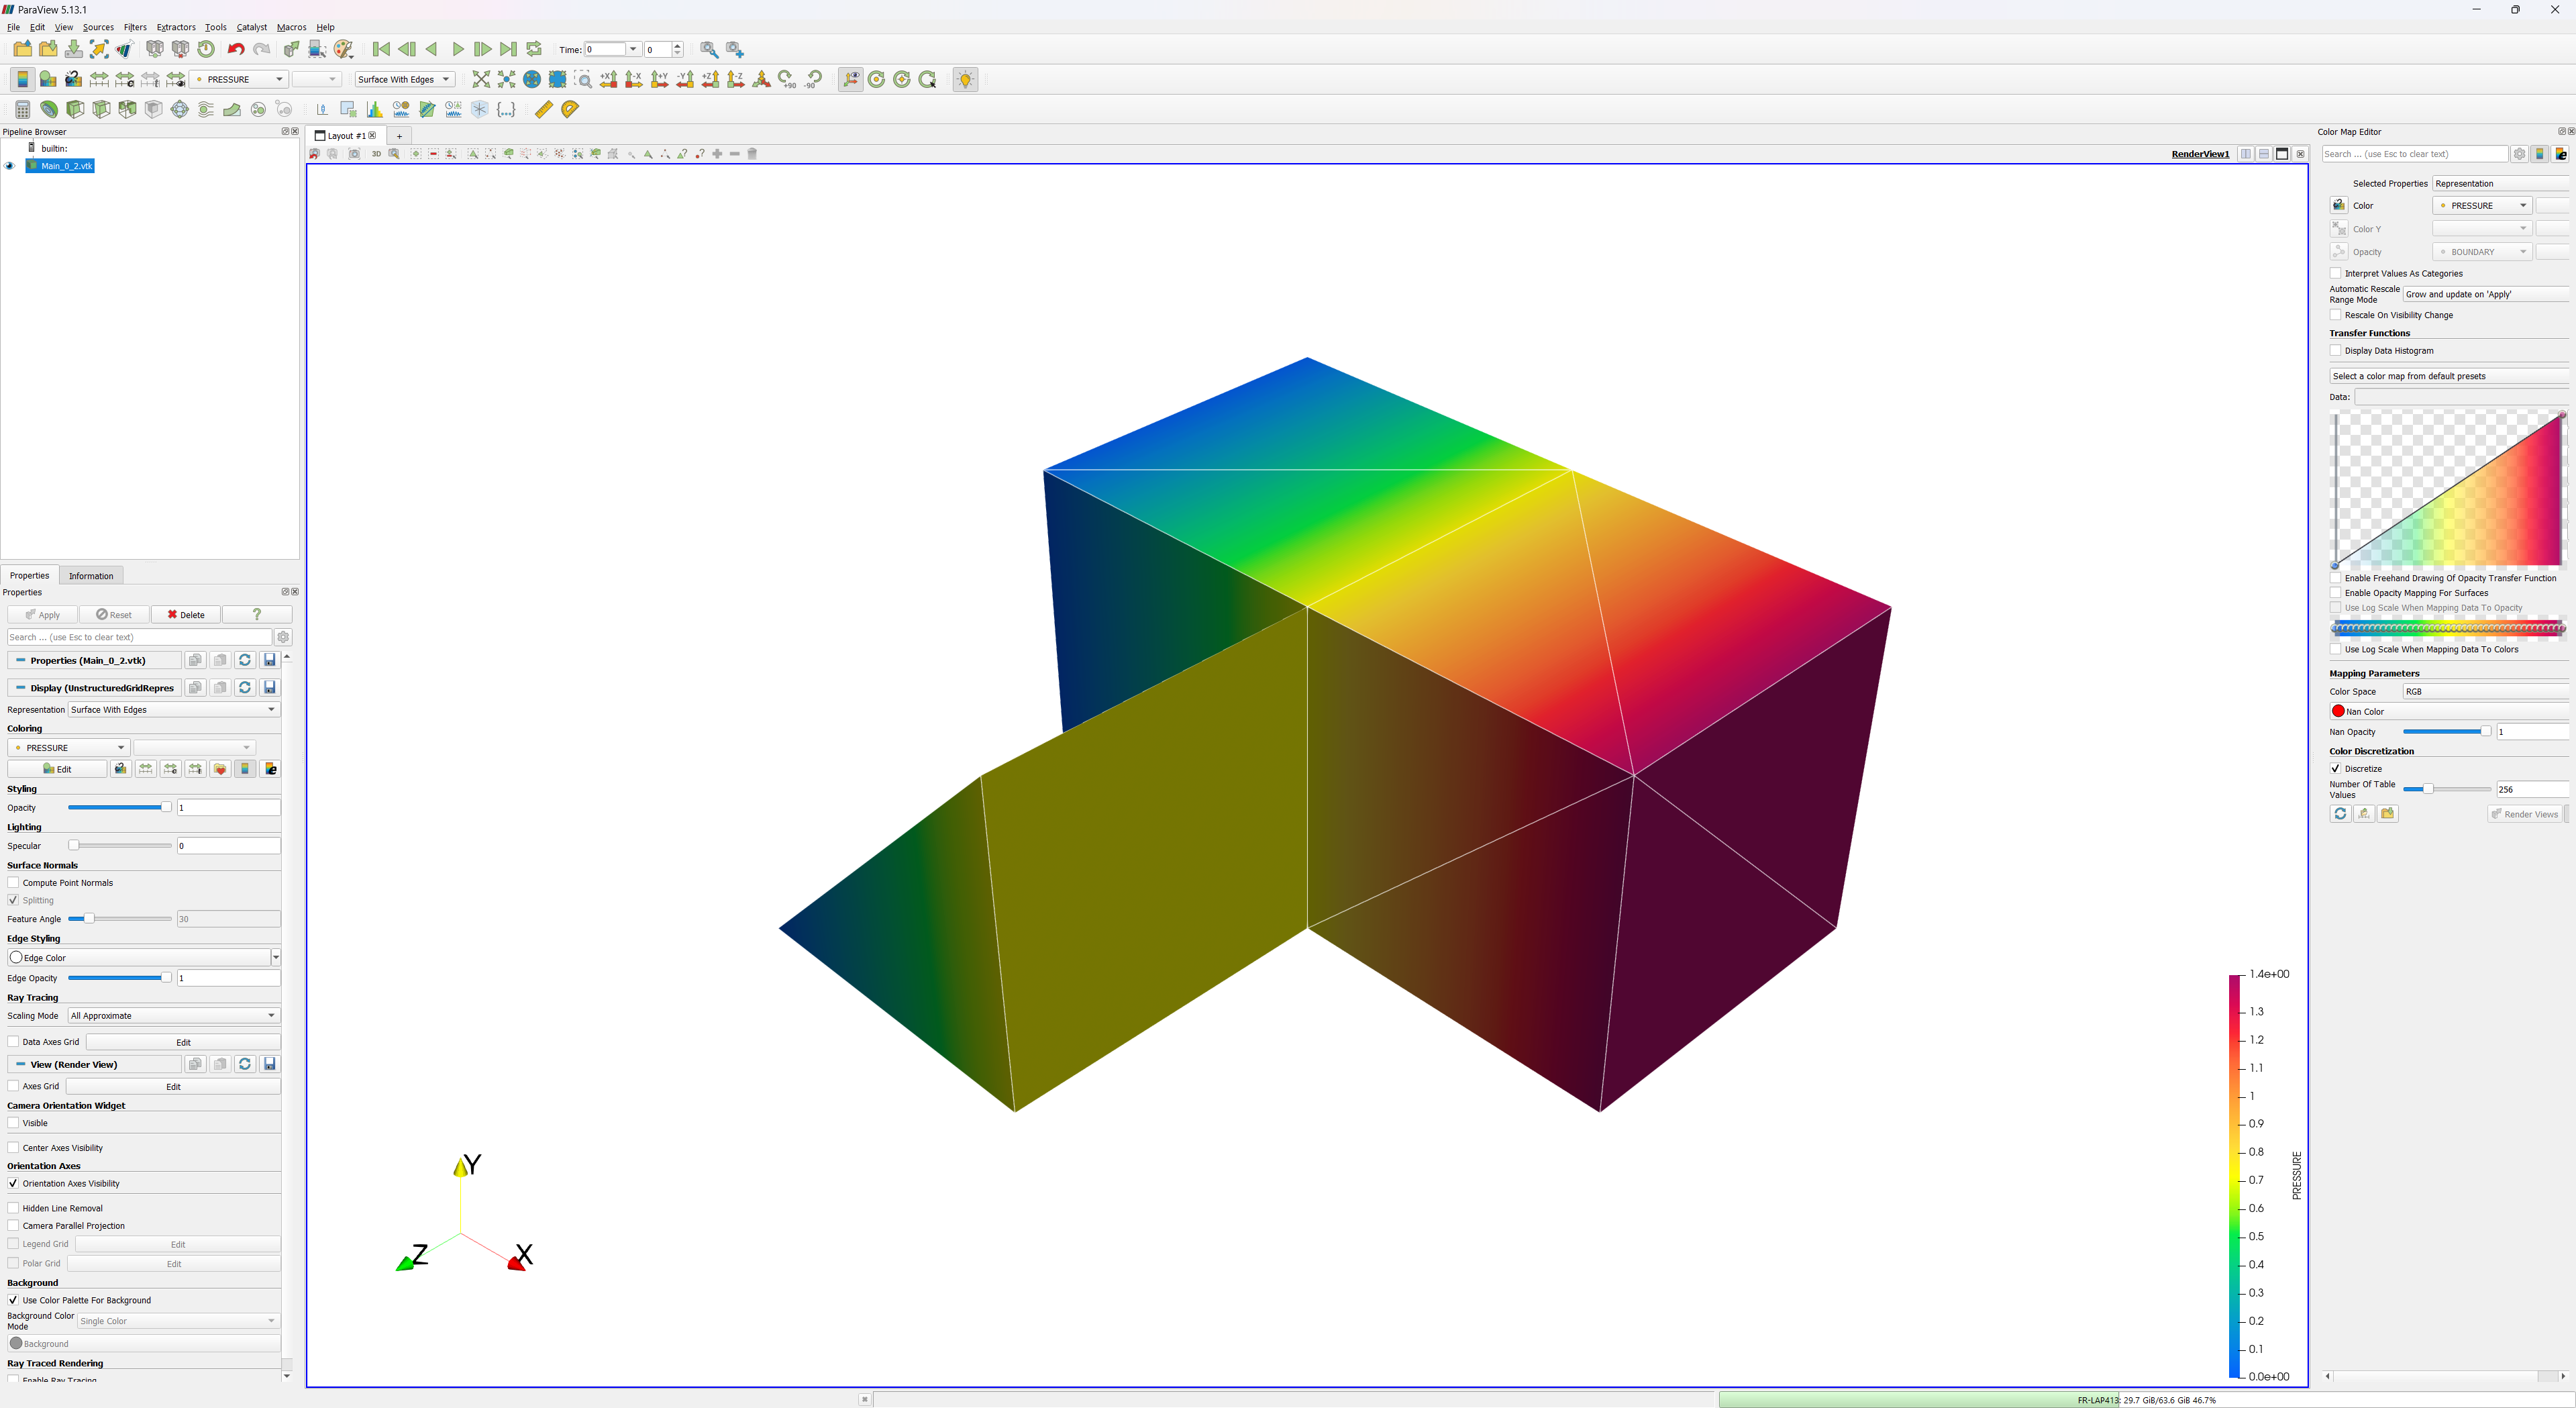 ParaView 5.13.1
File Edit View Sources Filters Extractors Tools Catalyst Macros Help
Time: 0 0
PRESSURE Surface With Edges +X -X +Y -Y +Z -Z +90 -90
Pipeline Browser
builtin:
Main_0_2.vtk
Layout #1 +
3D
RenderView1
Properties Information
Properties
Apply Reset Delete ?
Search ... (use Esc to clear text)
Properties (Main_0_2.vtk)
Display (UnstructuredGridRepres
Representation Surface With Edges
Coloring
PRESSURE
Edit
Styling
Opacity 1
Lighting
Specular 0
Surface Normals
Compute Point Normals
Splitting
Feature Angle 30
Edge Styling
Edge Color
Edge Opacity 1
Ray Tracing
Scaling Mode All Approximate
Data Axes Grid Edit
View (Render View)
Axes Grid Edit
Camera Orientation Widget
Visible
Center Axes Visibility
Orientation Axes
Orientation Axes Visibility
Hidden Line Removal
Camera Parallel Projection
Legend Grid Edit
Polar Grid Edit
Background
Use Color Palette For Background
Background Color Mode Single Color
Background
Ray Traced Rendering
Enable Ray Tracing
Y
Z
X
1.4e+00
1.3
1.2
1.1
1
0.9
0.8
0.7
0.6
0.5
0.4
0.3
0.2
0.1
0.0e+00
PRESSURE
Color Map Editor
Search ... (use Esc to clear text)
Selected Properties Representation
Color PRESSURE
Color Y
Opacity BOUNDARY
Interpret Values As Categories
Automatic Rescale
Range Mode Grow and update on 'Apply'
Rescale On Visibility Change
Transfer Functions
Display Data Histogram
Select a color map from default presets
Data:
Enable Freehand Drawing Of Opacity Transfer Function
Enable Opacity Mapping For Surfaces
Use Log Scale When Mapping Data To Opacity
Use Log Scale When Mapping Data To Colors
Mapping Parameters
Color Space RGB
Nan Color
Nan Opacity 1
Color Discretization
Discretize
Number Of Table
Values 256
Render Views
FR-LAP413: 29.7 GiB/63.6 GiB 46.7%